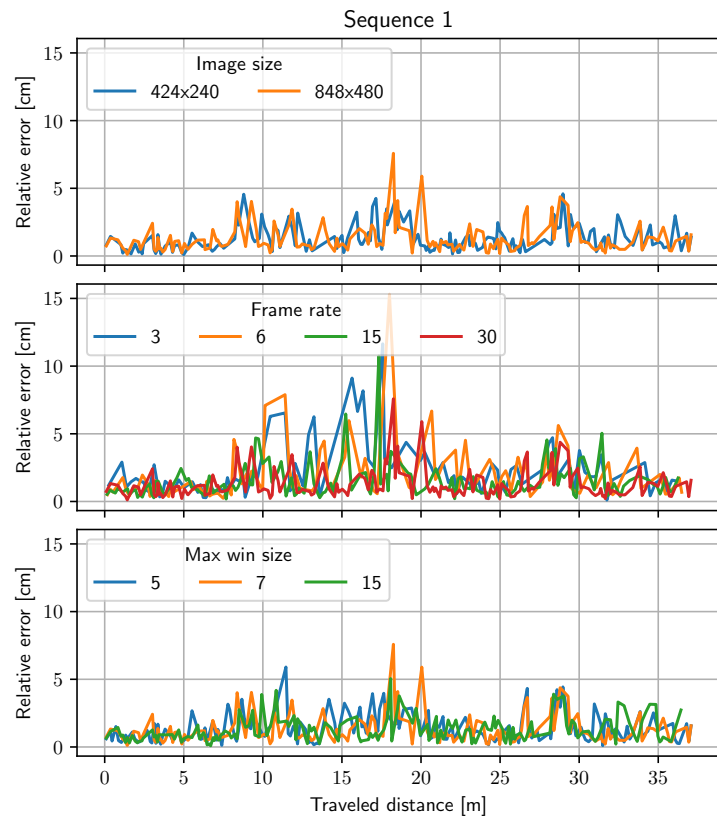 Sequence 1
Relative error [cm]
15
10
5
0
Image size
424x240 848x480
Relative error [cm]
15
10
5
0
Frame rate
3 6 15 30
Relative error [cm]
15
10
5
0
Max win size
5 7 15
0 5 10 15 20 25 30 35
Traveled distance [m]